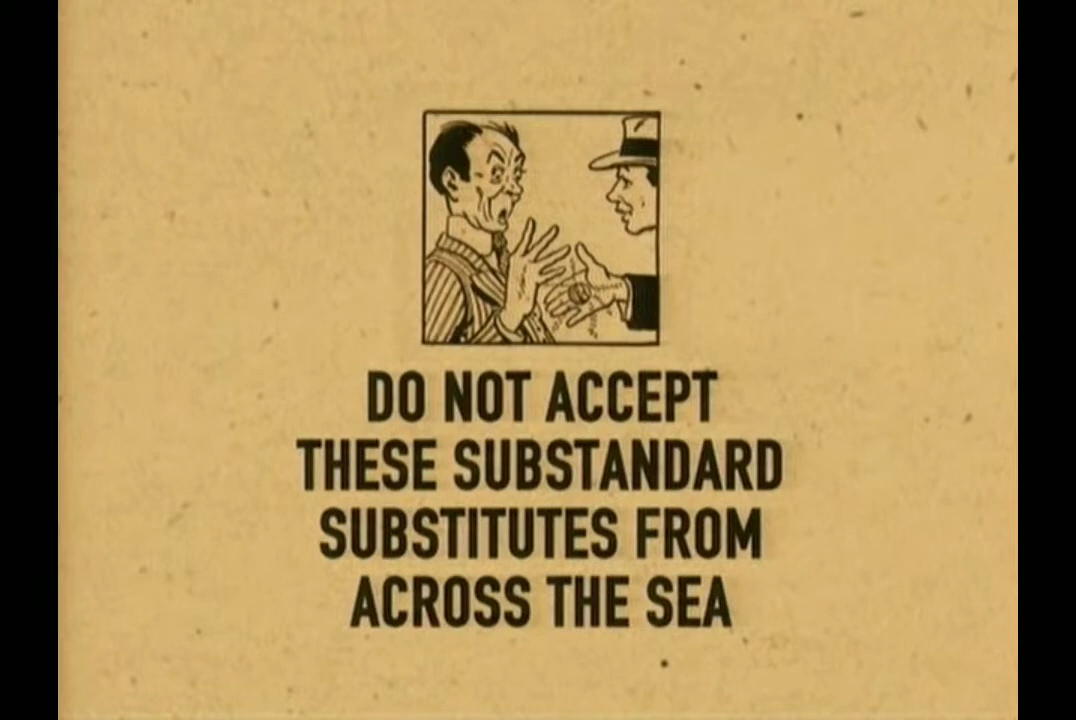 DO NOT ACCEPT
THESE SUBSTANDARD
SUBSTITUTES FROM
ACROSS THE SEA